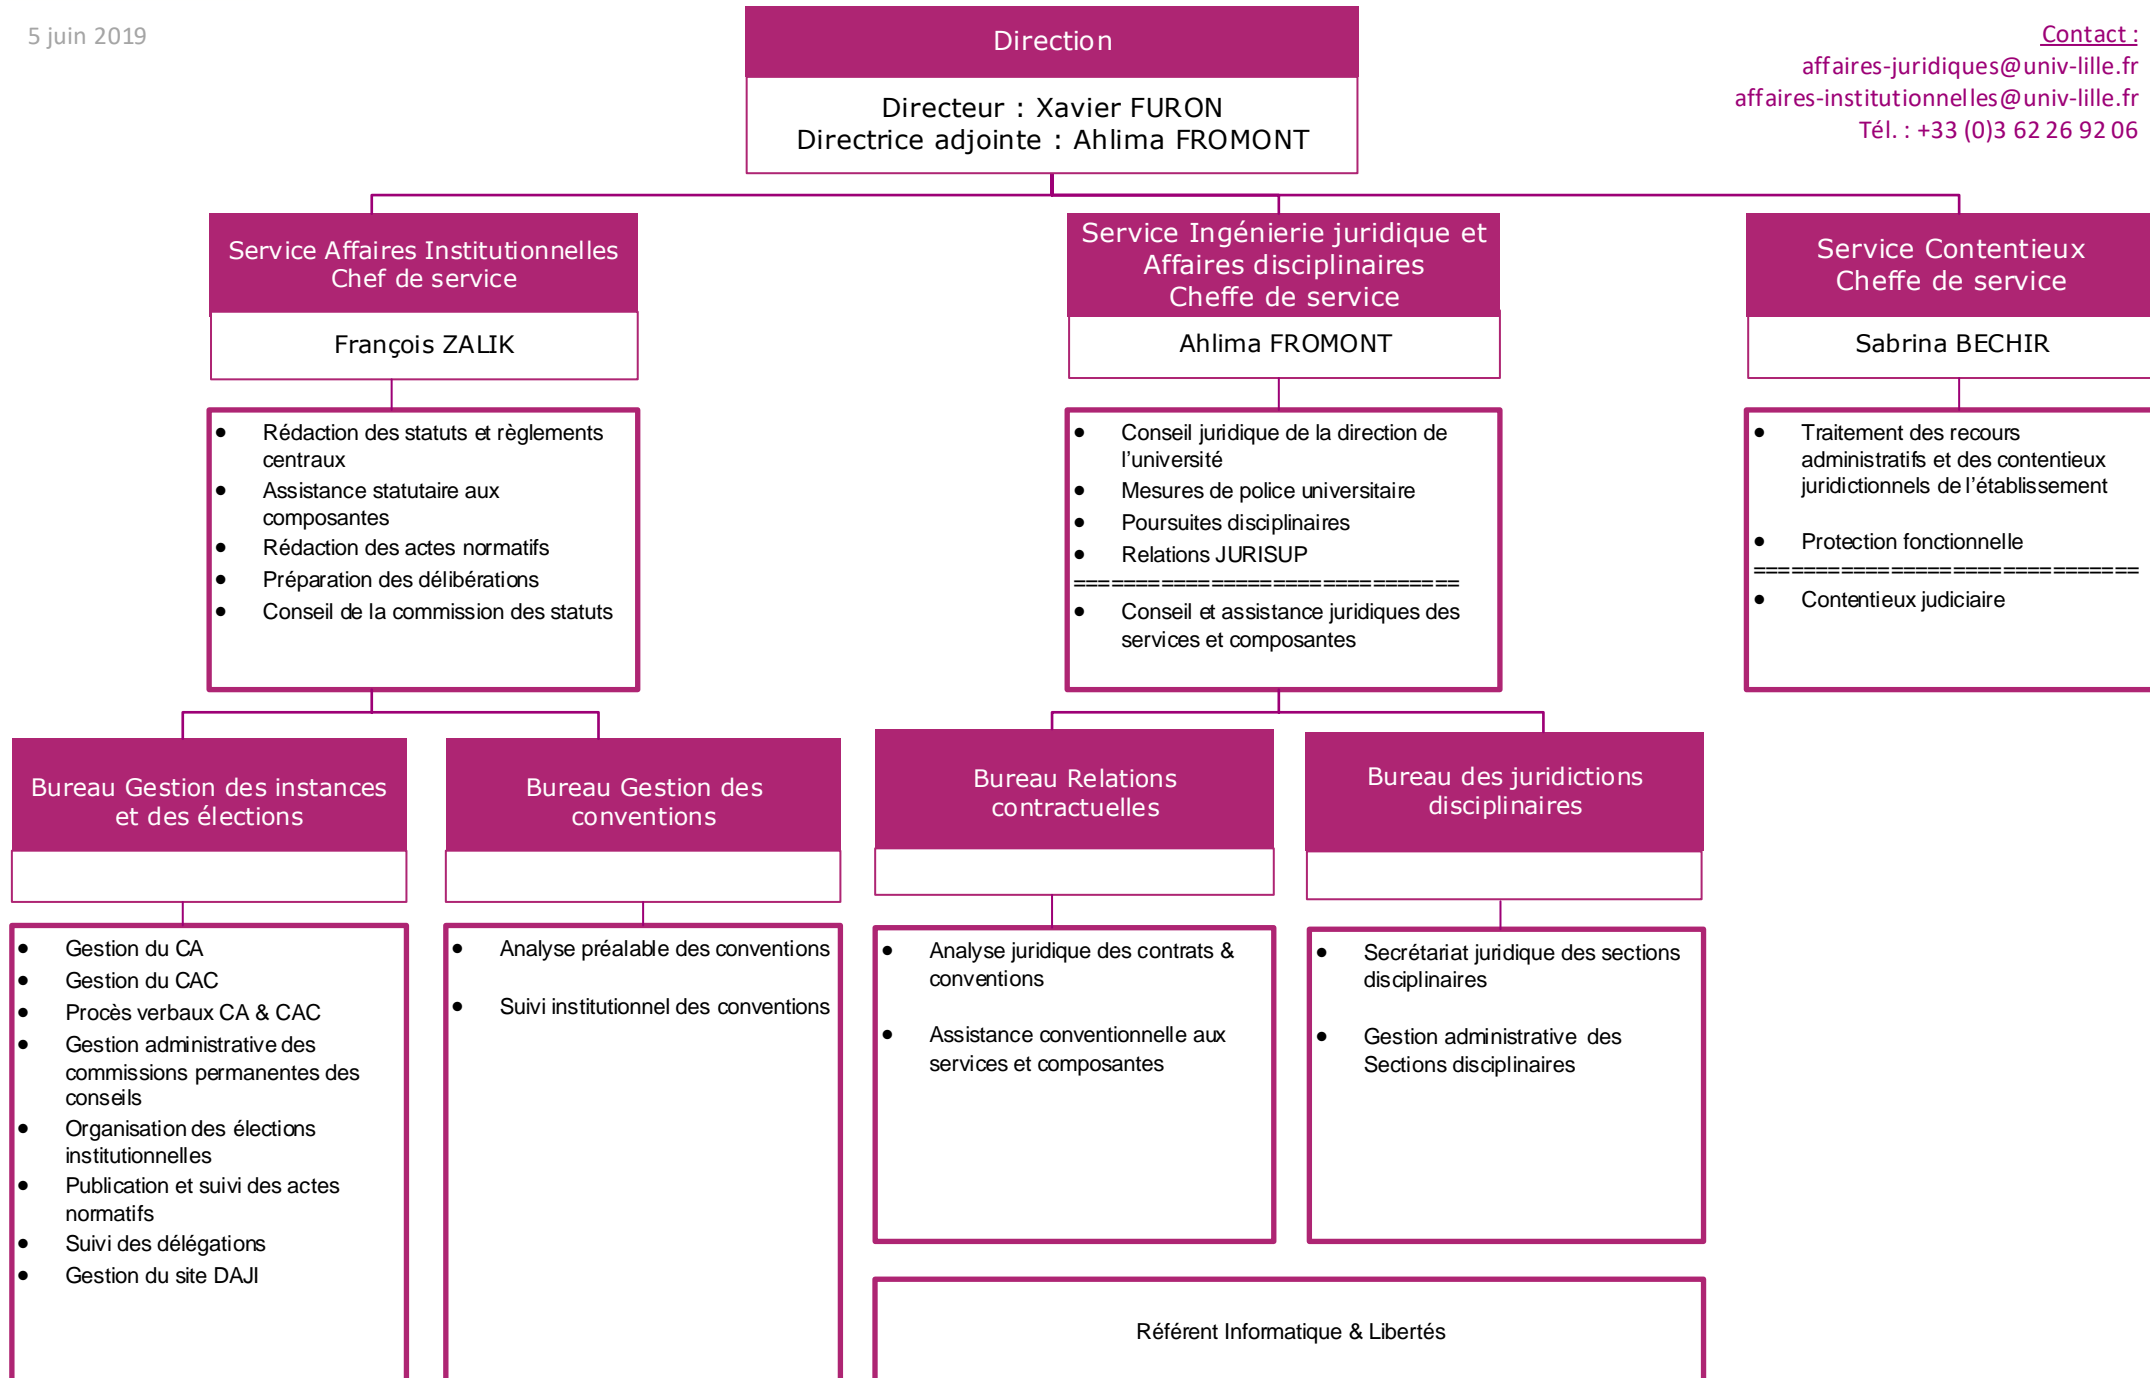 5 juin 2019
Direction
Directeur : Xavier FURON
Directrice adjointe : Ahlima FROMONT
Contact :
affaires-juridiques@univ-lille.fr
affaires-institutionnelles@univ-lille.fr
Tél. : +33 (0)3 62 26 92 06
Service Affaires Institutionnelles
Chef de service
François ZALIK
• Rédaction des statuts et règlements
centraux
• Assistance statutaire aux
composantes
• Rédaction des actes normatifs
• Préparation des délibérations
• Conseil de la commission des statuts
Service Ingénierie juridique et
Affaires disciplinaires
Cheffe de service
Ahlima FROMONT
• Conseil juridique de la direction de
l’université
• Mesures de police universitaire
• Poursuites disciplinaires
• Relations JURISUP
===============================
• Conseil et assistance juridiques des
services et composantes
Service Contentieux
Cheffe de service
Sabrina BECHIR
• Traitement des recours
administratifs et des contentieux
juridictionnels de l’établissement
• Protection fonctionnelle
===============================
• Contentieux judiciaire
Bureau Gestion des instances
et des élections
• Gestion du CA
• Gestion du CAC
• Procès verbaux CA & CAC
• Gestion administrative des
commissions permanentes des
conseils
• Organisation des élections
institutionnelles
• Publication et suivi des actes
normatifs
• Suivi des délégations
• Gestion du site DAJI
Bureau Gestion des
conventions
• Analyse préalable des conventions
• Suivi institutionnel des conventions
Bureau Relations
contractuelles
• Analyse juridique des contrats &
conventions
• Assistance conventionnelle aux
services et composantes
Bureau des juridictions
disciplinaires
• Secrétariat juridique des sections
disciplinaires
• Gestion administrative des
Sections disciplinaires
Référent Informatique & Libertés